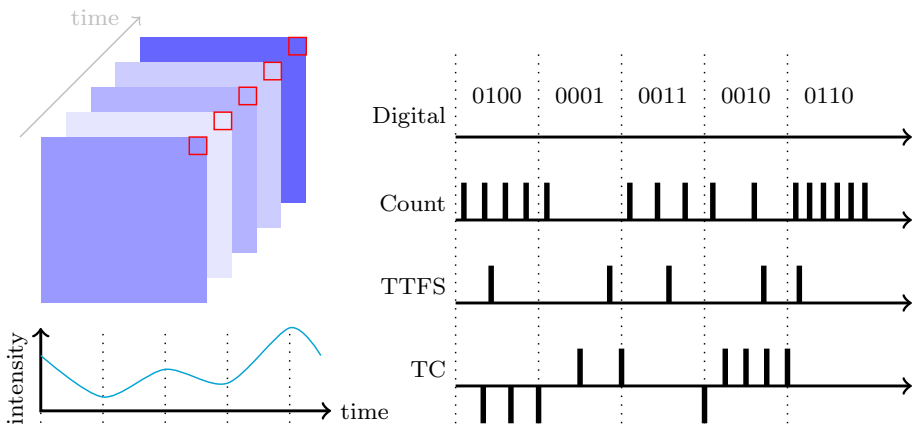 time
intensity
time
Digital
0100 0001 0011 0010 0110
Count
TTFS
TC